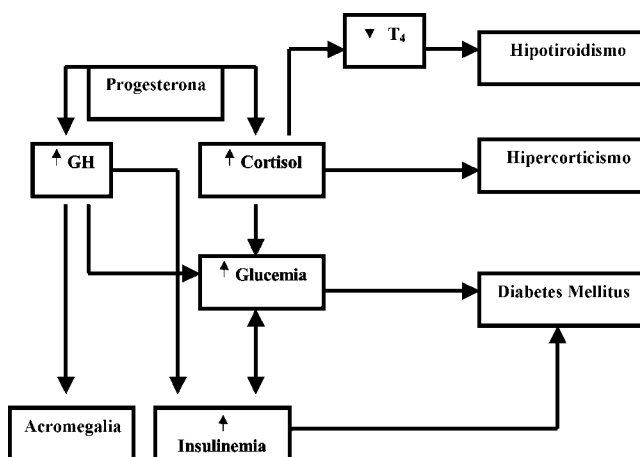 ▼ T₄
Hipotiroidismo
Progesterona
↑ GH
↑ Cortisol
Hipercorticismo
↑ Glucemia
Diabetes Mellitus
Acromegalia
↑
Insulinemia